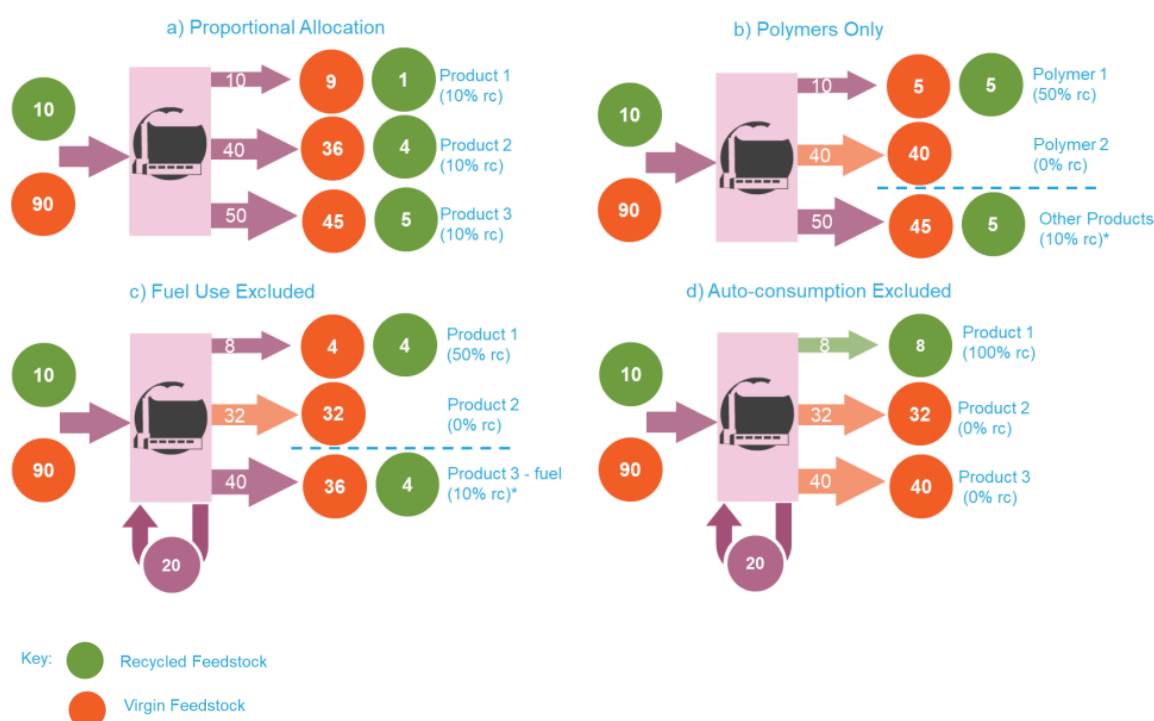 a) Proportional Allocation
10
90
10
40
50
9
1
Product 1
(10% rc)
36
4
Product 2
(10% rc)
45
5
Product 3
(10% rc)
b) Polymers Only
10
90
10
40
50
5
5
Polymer 1
(50% rc)
40
Polymer 2
(0% rc)
45
5
Other Products
(10% rc)*
c) Fuel Use Excluded
10
90
8
32
40
4
4
Product 1
(50% rc)
32
Product 2
(0% rc)
36
4
Product 3 - fuel
(10% rc)*
20
d) Auto-consumption Excluded
10
90
8
32
40
8
Product 1
(100% rc)
32
Product 2
(0% rc)
40
Product 3
(0% rc)
20
Key:
Recycled Feedstock
Virgin Feedstock